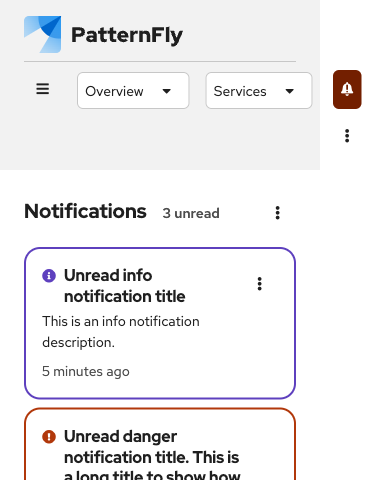 PatternFly
Overview
Services
Notifications 3 unread
Unread info
notification title
This is an info notification
description.
5 minutes ago
Unread danger
notification title. This is
a long title to show how